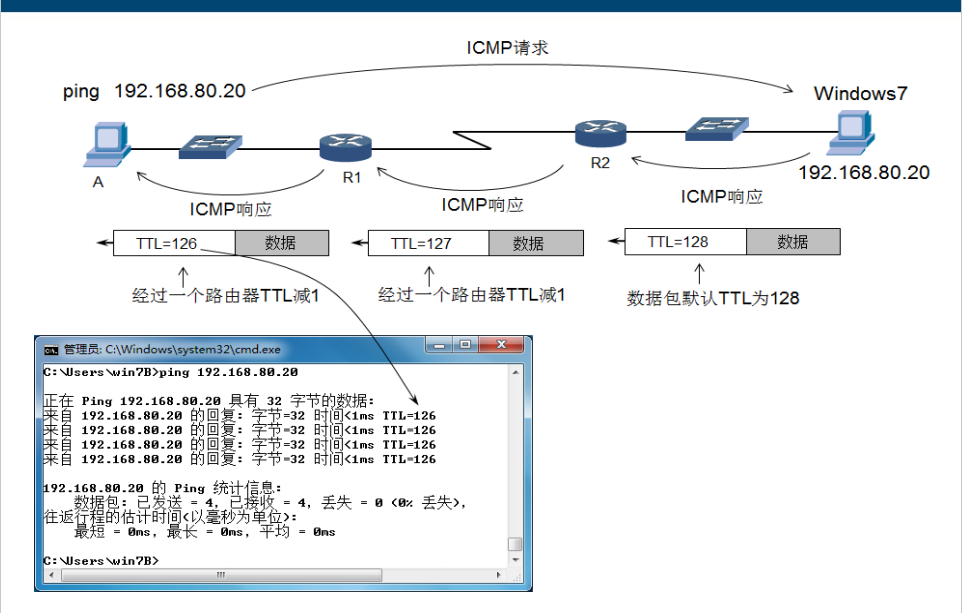 ICMP请求
ping 192.168.80.20
Windows7
A
R1
R2
192.168.80.20
ICMP响应
ICMP响应
ICMP响应
TTL=126 数据
TTL=127 数据
TTL=128 数据
经过一个路由器TTL减1
经过一个路由器TTL减1
数据包默认TTL为128
管理员: C:\Windows\system32\cmd.exe
C:\Users\win7B>ping 192.168.80.20
正在 Ping 192.168.80.20 具有 32 字节的数据:
来自 192.168.80.20 的回复: 字节=32 时间<1ms TTL=126
来自 192.168.80.20 的回复: 字节=32 时间<1ms TTL=126
来自 192.168.80.20 的回复: 字节=32 时间<1ms TTL=126
来自 192.168.80.20 的回复: 字节=32 时间<1ms TTL=126
192.168.80.20 的 Ping 统计信息:
数据包: 已发送 = 4, 已接收 = 4, 丢失 = 0 (0% 丢失),
往返行程的估计时间(以毫秒为单位):
最短 = 0ms, 最长 = 0ms, 平均 = 0ms
C:\Users\win7B>